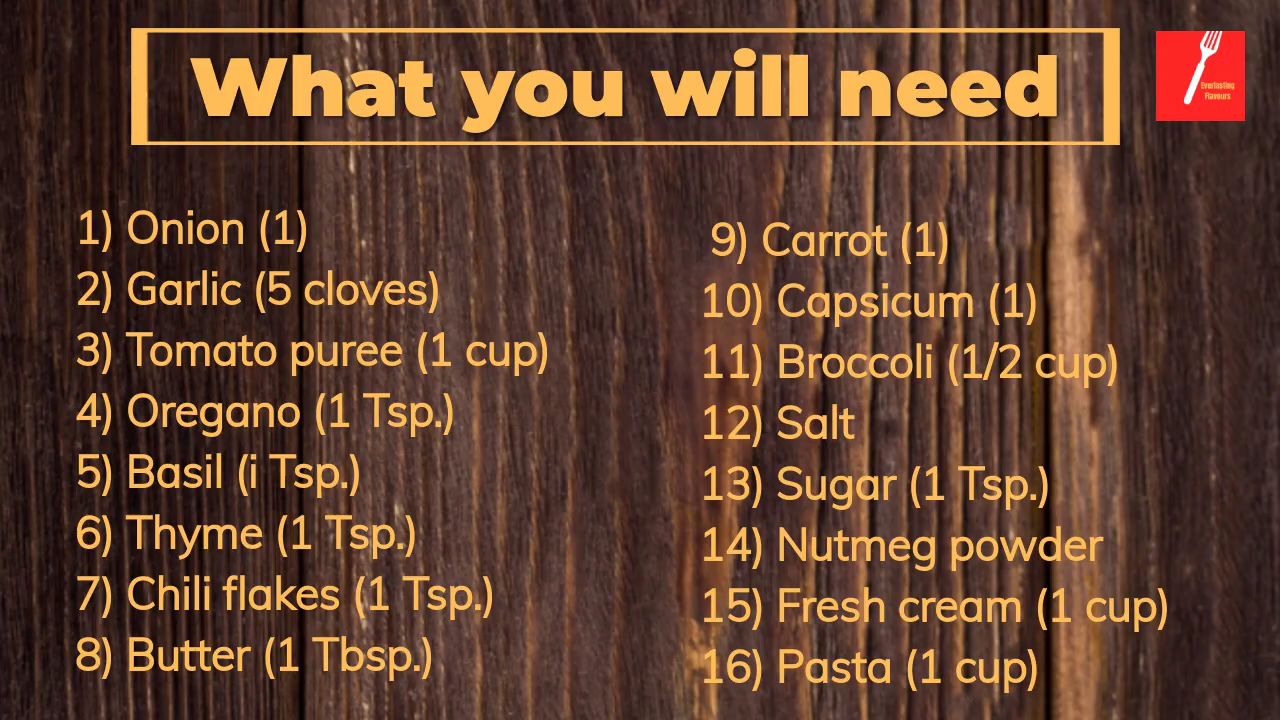 What you will need
Everlasting
Flavours
1) Onion (1)
2) Garlic (5 cloves)
3) Tomato puree (1 cup)
4) Oregano (1 Tsp.)
5) Basil (i Tsp.)
6) Thyme (1 Tsp.)
7) Chili flakes (1 Tsp.)
8) Butter (1 Tbsp.)
9) Carrot (1)
10) Capsicum (1)
11) Broccoli (1/2 cup)
12) Salt
13) Sugar (1 Tsp.)
14) Nutmeg powder
15) Fresh cream (1 cup)
16) Pasta (1 cup)